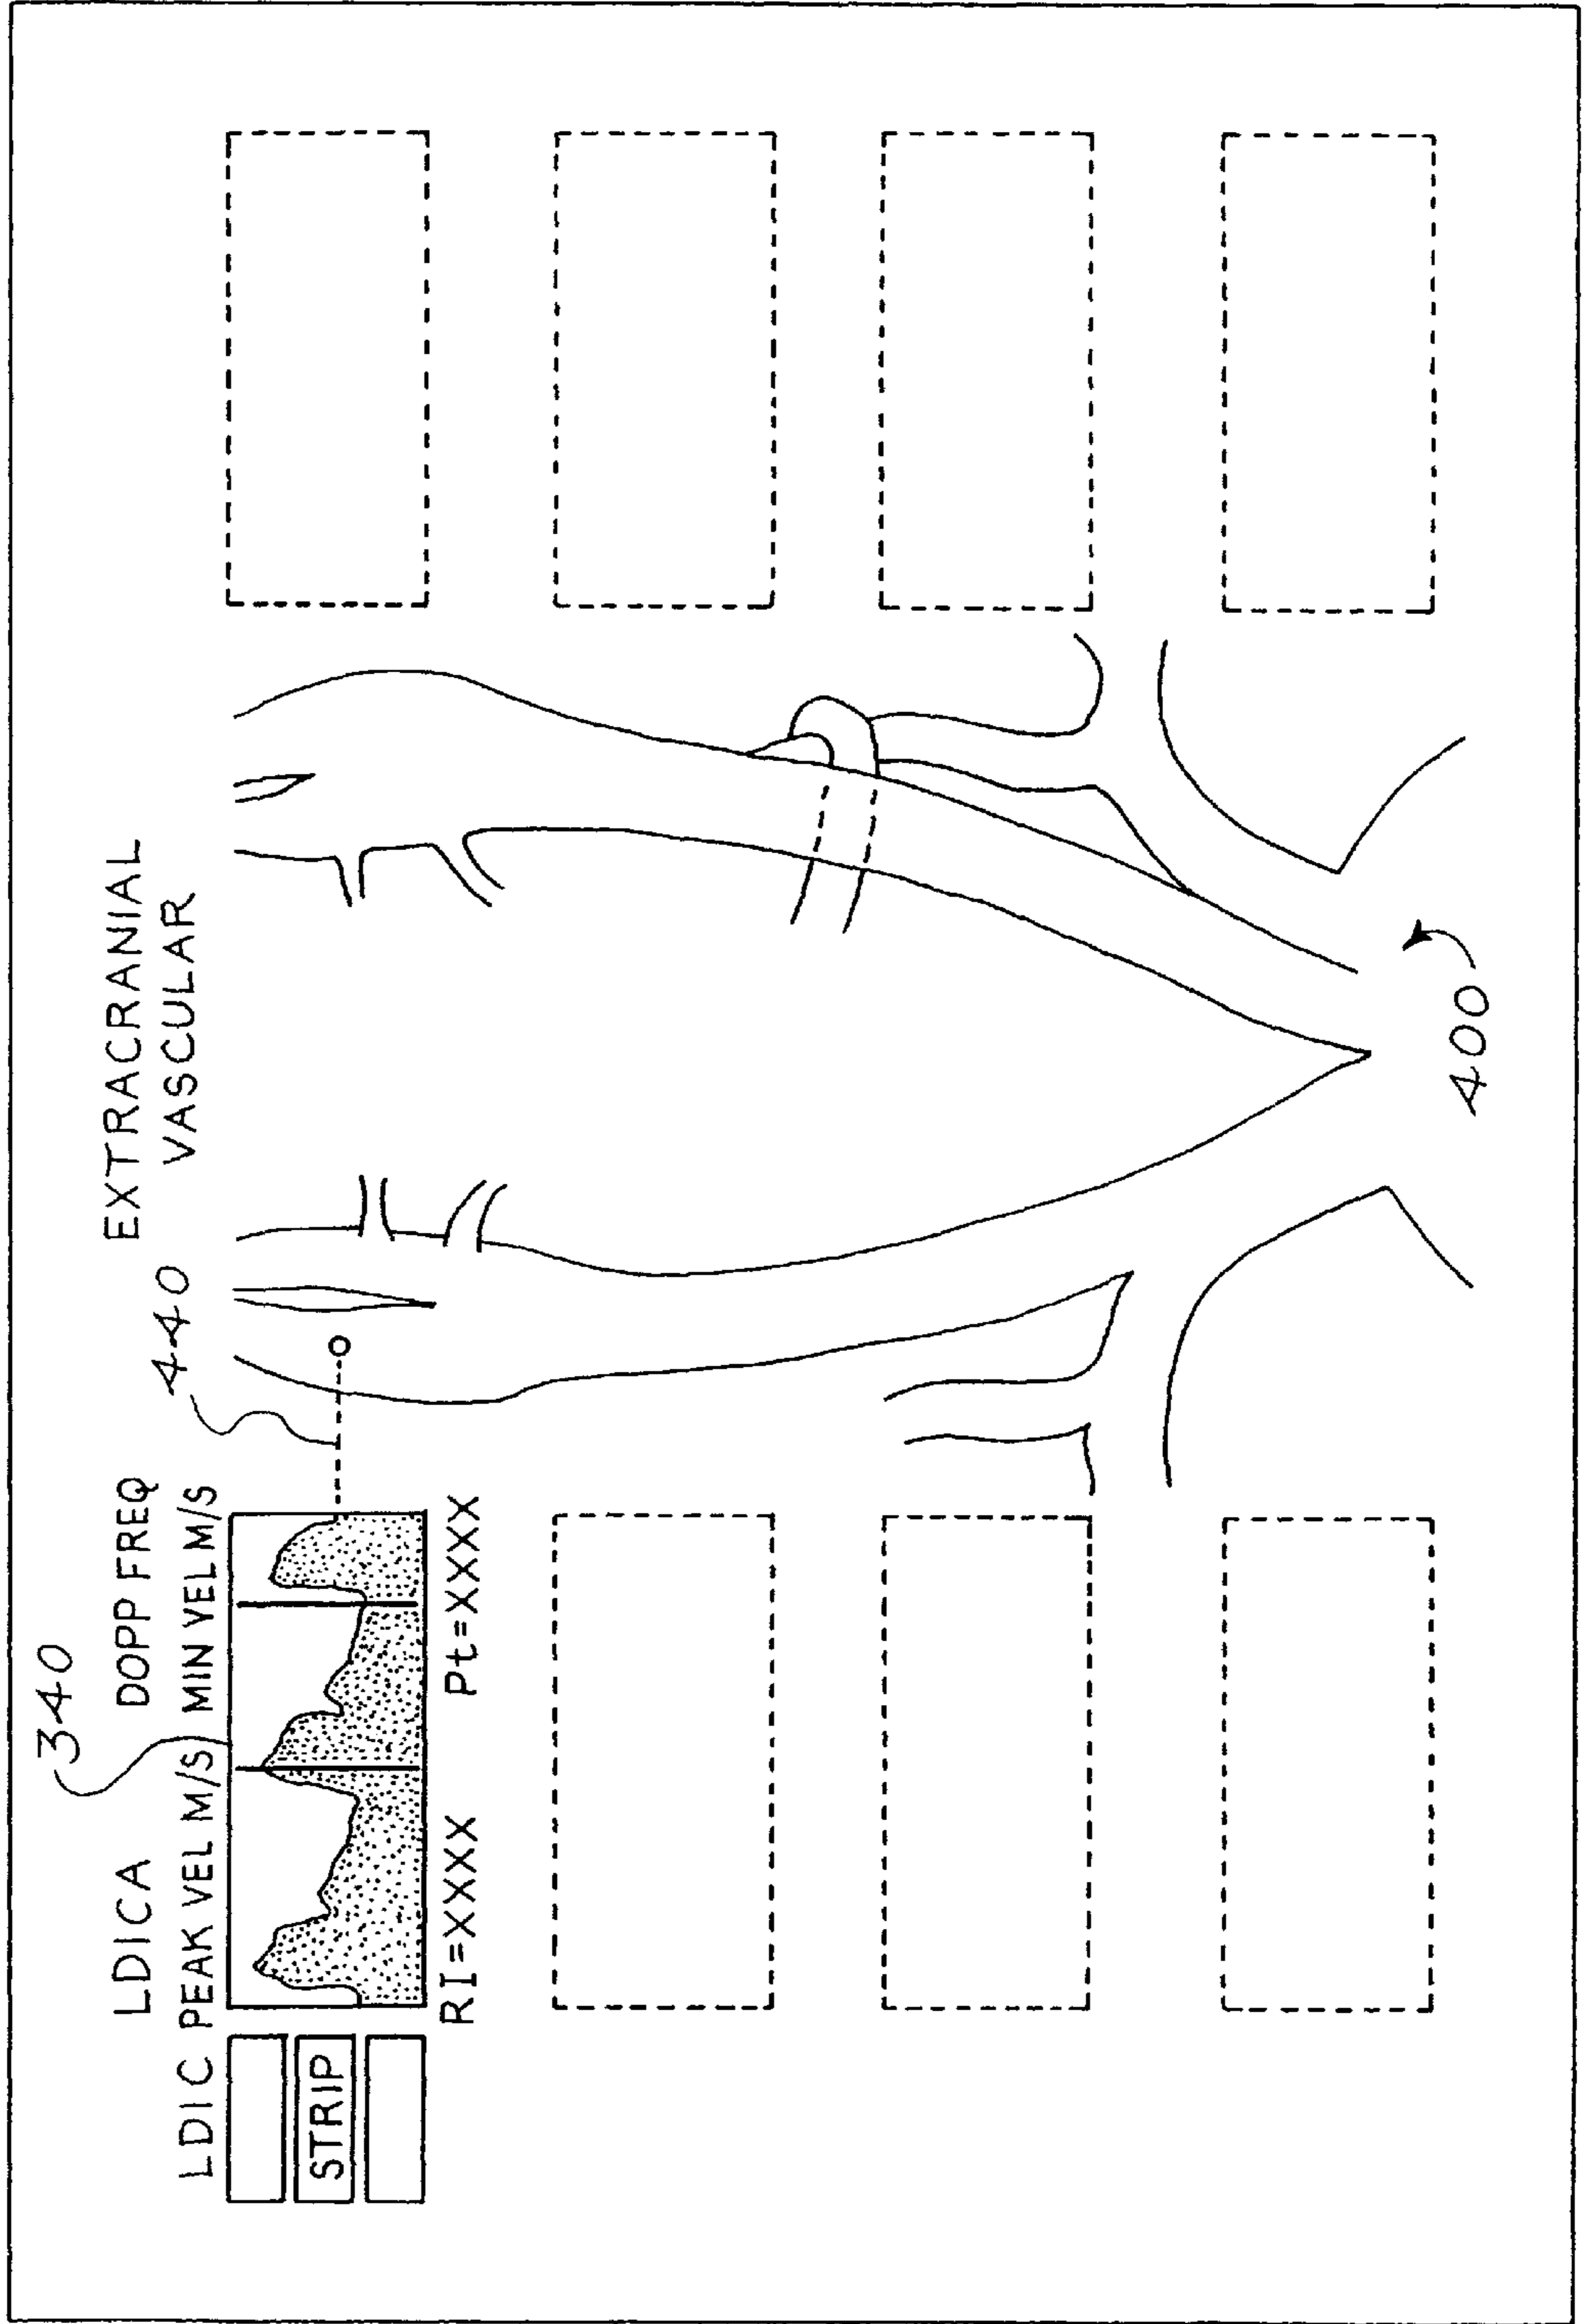 340
440
EXTRACRANIAL
VASCULAR
LDICA DOPP FREQ
LDIC PEAK VEL M/S MIN VEL M/S
STRIP
RI=XXXX Pt=XXXX
400